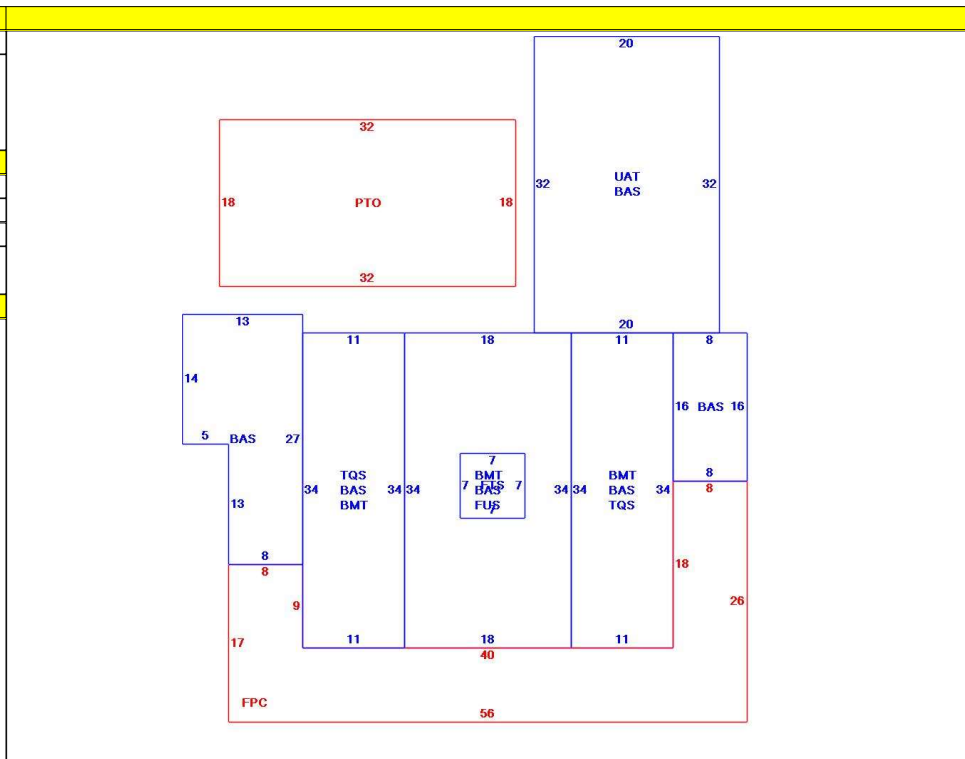 20
32
32 UAT 32
BAS
18 PTO 18
32
20
13
11 18 11 8
14
16 BAS 16
5 BAS 27
7
8
TQS BMT BMT 8
BAS 7 FTS 7 BAS
BAS
34 BMT 34 34 FUS 34 34 TQS 34
7
13
8
8
18
9
26
17
11 18 11
40
FPC
56